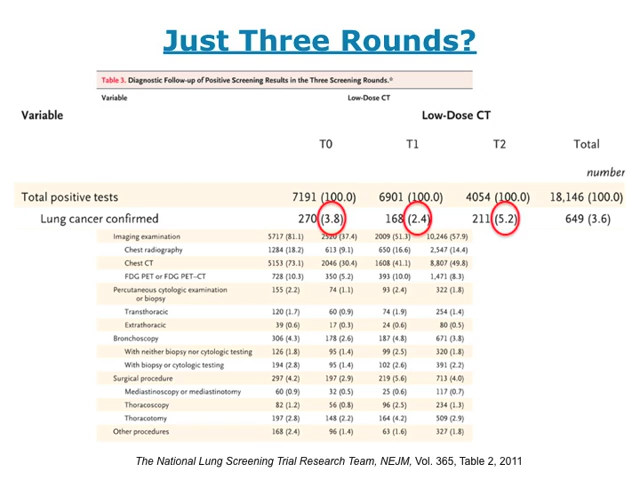 Just Three Rounds?
Table 3. Diagnostic Follow-up of Positive Screening Results in the Three Screening Rounds.*
Variable Low-Dose CT
Variable Low-Dose CT
T0 T1 T2 Total
number
Total positive tests 7191 (100.0) 6901 (100.0) 4054 (100.0) 18,146 (100.0)
Lung cancer confirmed 270 (3.8) 168 (2.4) 211 (5.2) 649 (3.6)
Imaging examination 5717 (81.1) 2520 (37.4) 2009 (51.3) 10,246 (57.9)
Chest radiography 1284 (18.2) 613 (9.1) 650 (16.6) 2,547 (14.4)
Chest CT 5153 (73.1) 2046 (30.4) 1608 (41.1) 8,807 (49.8)
FDG PET or FDG PET–CT 728 (10.3) 350 (5.2) 393 (10.0) 1,471 (8.3)
Percutaneous cytologic examination 155 (2.2) 74 (1.1) 93 (2.4) 322 (1.8)
or biopsy
Transthoracic 120 (1.7) 60 (0.9) 74 (1.9) 254 (1.4)
Extrathoracic 39 (0.6) 17 (0.3) 24 (0.6) 80 (0.5)
Bronchoscopy 306 (4.3) 178 (2.6) 187 (4.8) 671 (3.8)
With neither biopsy nor cytologic testing 126 (1.8) 95 (1.4) 99 (2.5) 320 (1.8)
With biopsy or cytologic testing 194 (2.8) 95 (1.4) 102 (2.6) 391 (2.2)
Surgical procedure 297 (4.2) 197 (2.9) 219 (5.6) 713 (4.0)
Mediastinoscopy or mediastinotomy 60 (0.9) 32 (0.5) 25 (0.6) 117 (0.7)
Thoracoscopy 82 (1.2) 56 (0.8) 96 (2.5) 234 (1.3)
Thoracotomy 197 (2.8) 148 (2.2) 164 (4.2) 509 (2.9)
Other procedures 168 (2.4) 96 (1.4) 63 (1.6) 327 (1.8)
The National Lung Screening Trial Research Team, NEJM, Vol. 365, Table 2, 2011